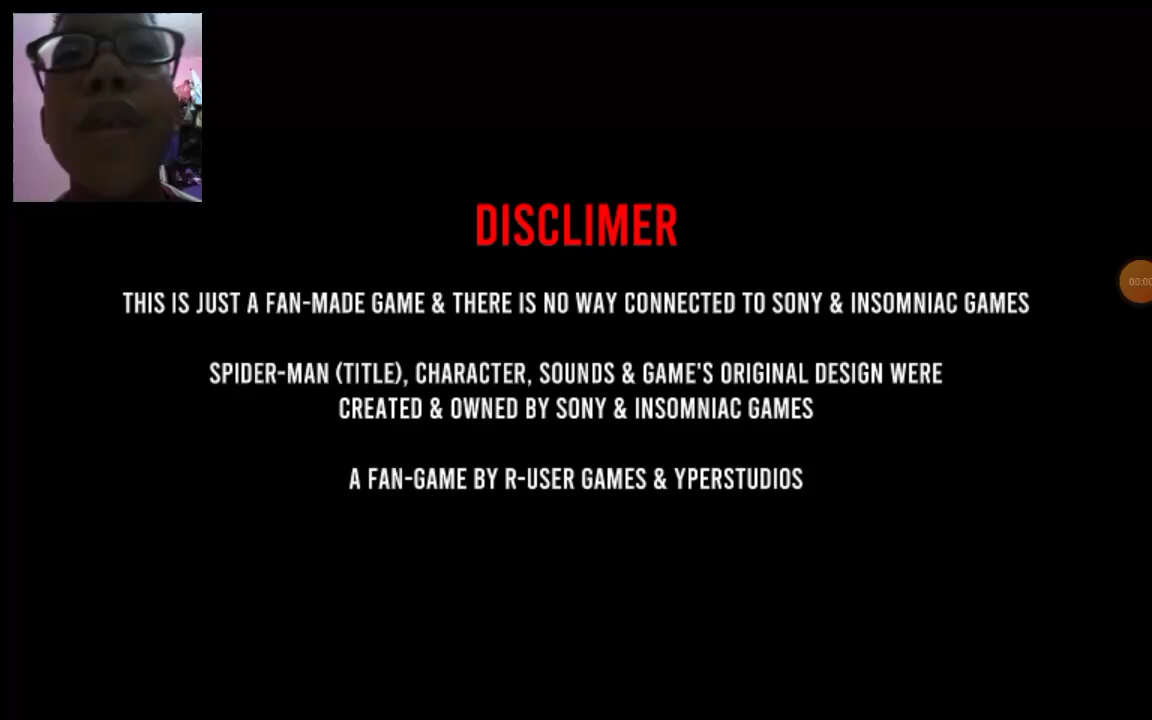 DISCLIMER
THIS IS JUST A FAN-MADE GAME & THERE IS NO WAY CONNECTED TO SONY & INSOMNIAC GAMES
SPIDER-MAN (TITLE), CHARACTER, SOUNDS & GAME'S ORIGINAL DESIGN WERE
CREATED & OWNED BY SONY & INSOMNIAC GAMES
A FAN-GAME BY R-USER GAMES & YPERSTUDIOS